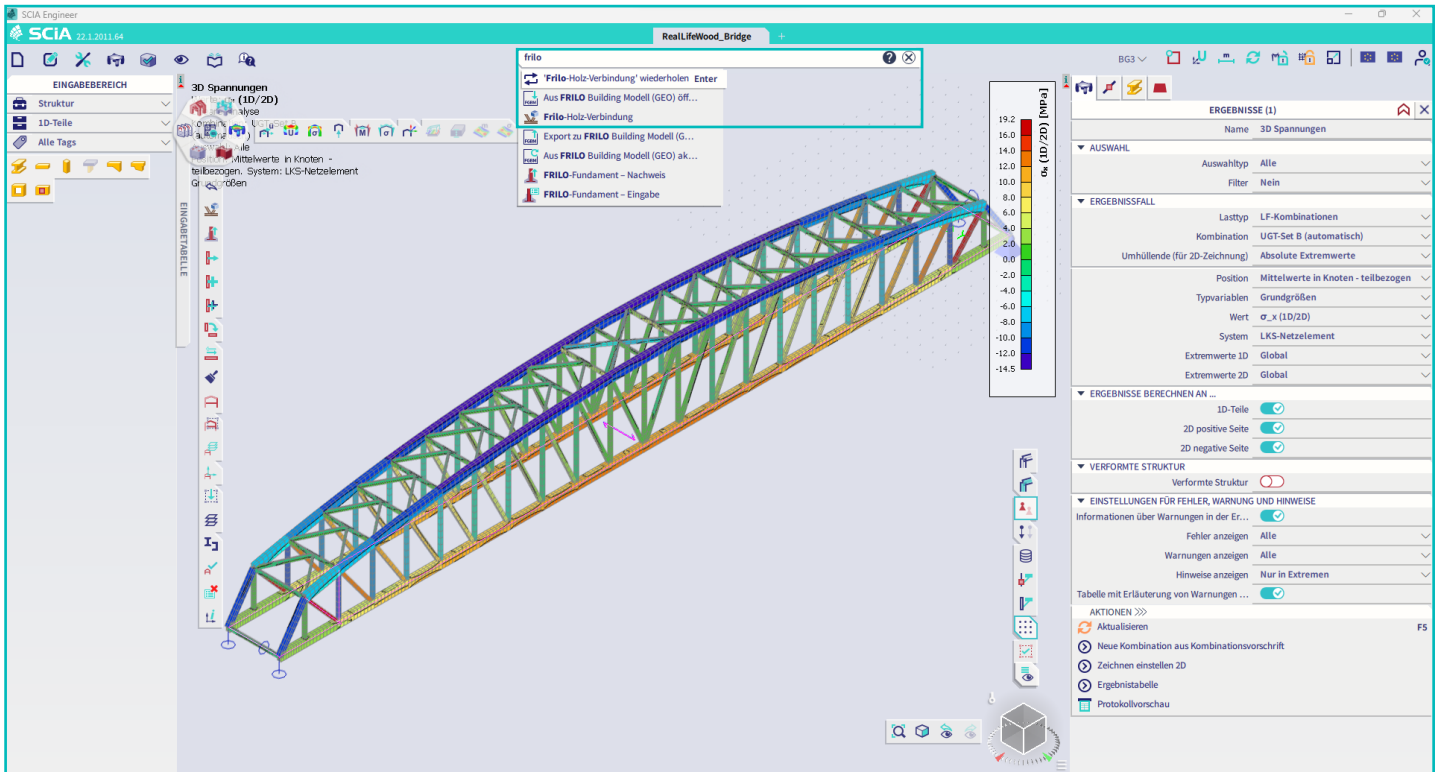 SCIA Engineer
SCIA 22.1.2011.64
RealLifeWood_Bridge
BG3
EINGABEBEREICH
Struktur
1D-Teile
Alle Tags
EINGABETABELLE
3D Spannungen
(1D/2D)
Mittelwerte in Knoten -
teilbezogen. System: LKS-Netzelement
frilo
'Frilo-Holz-Verbindung' wiederholen Enter
Aus FRILO Building Modell (GEO) öff...
Frilo-Holz-Verbindung
Export zu FRILO Building Modell (G...
Aus FRILO Building Modell (GEO) ak...
FRILO-Fundament – Nachweis
FRILO-Fundament – Eingabe
σx (1D/2D) [MPa]
19.2
16.0
14.0
12.0
10.0
8.0
6.0
4.0
2.0
0.0
-2.0
-4.0
-6.0
-8.0
-10.0
-12.0
-14.5
ERGEBNISSE (1)
Name 3D Spannungen
AUSWAHL
Auswahltyp Alle
Filter Nein
ERGEBNISFALL
Lasttyp LF-Kombinationen
Kombination UGT-Set B (automatisch)
Umhüllende (für 2D-Zeichnung) Absolute Extremwerte
Position Mittelwerte in Knoten - teilbezogen
Typvariablen Grundgrößen
Wert σ_x (1D/2D)
System LKS-Netzelement
Extremwerte 1D Global
Extremwerte 2D Global
ERGEBNISSE BERECHNEN AN ...
1D-Teile
2D positive Seite
2D negative Seite
VERFORMTE STRUKTUR
Verformte Struktur
EINSTELLUNGEN FÜR FEHLER, WARNUNG UND HINWEISE
Informationen über Warnungen in der Er...
Fehler anzeigen Alle
Warnungen anzeigen Alle
Hinweise anzeigen Nur in Extremen
Tabelle mit Erläuterung von Warnungen ...
AKTIONEN >>>
Aktualisieren F5
Neue Kombination aus Kombinationsvorschrift
Zeichnen einstellen 2D
Ergebnistabelle
Protokollvorschau